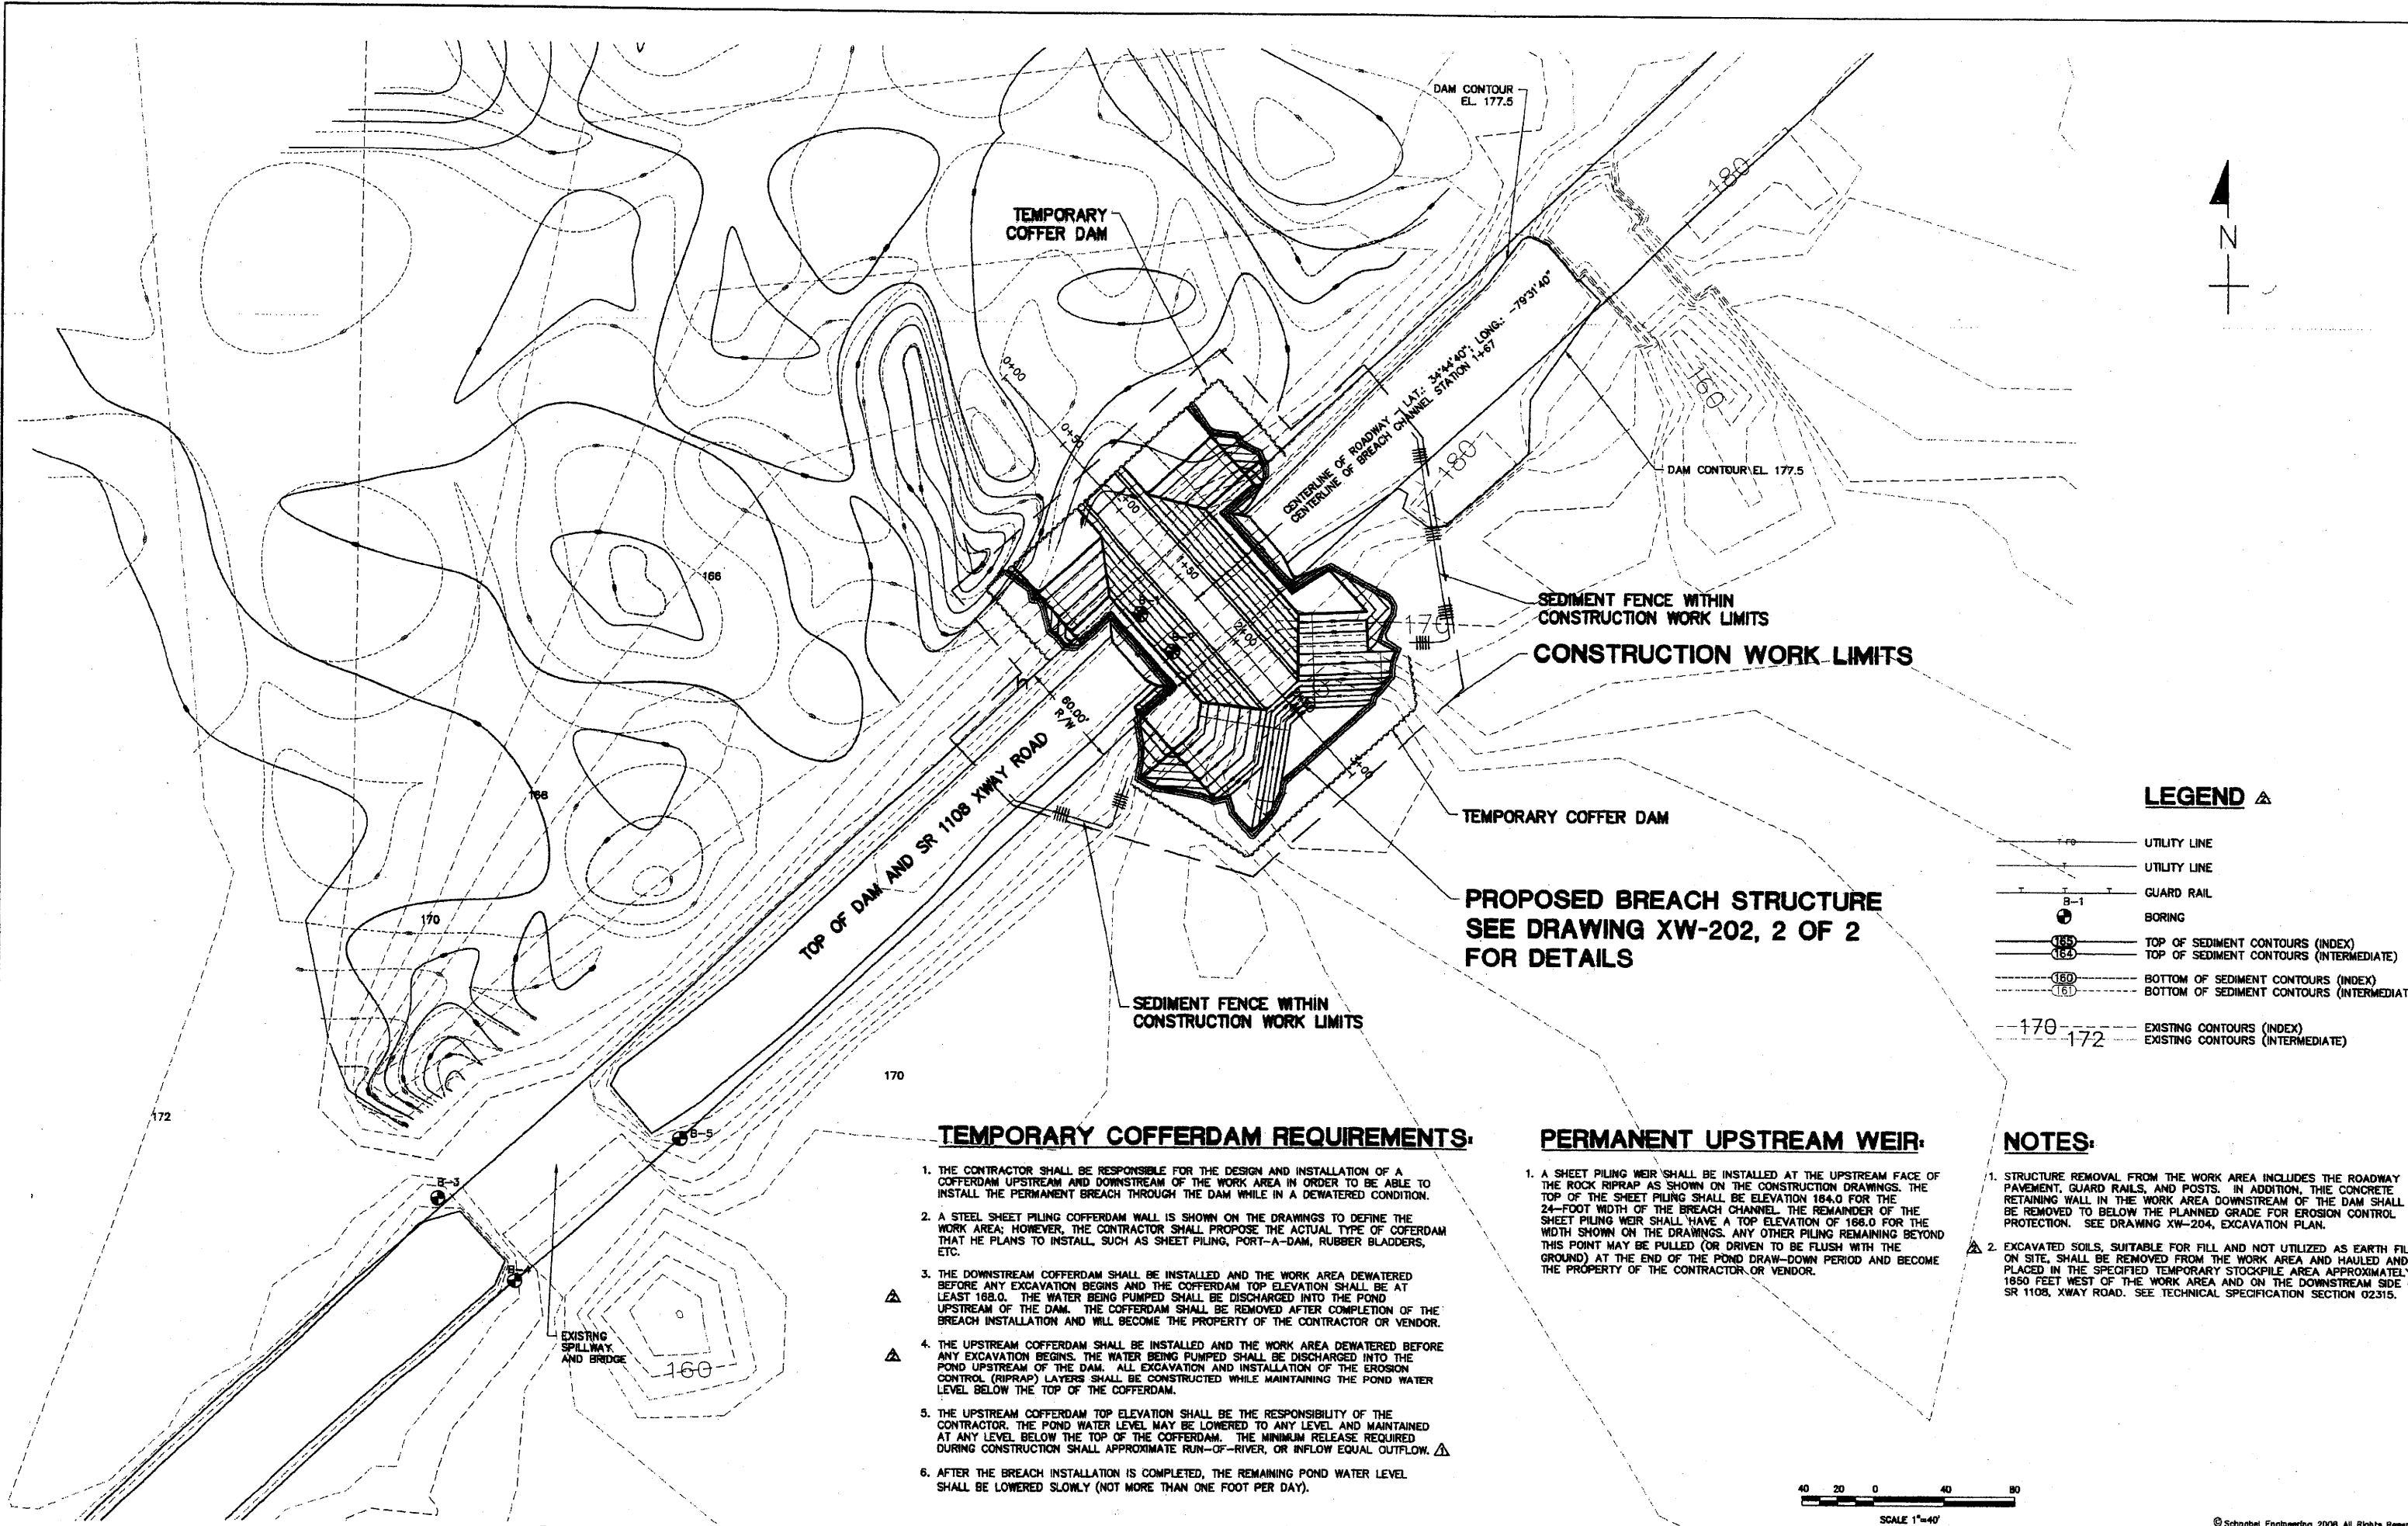 DAM CONTOUR
EL. 177.5
180
TEMPORARY
COFFER DAM
N
0+00
0+50
1+00
1+50
2+00
3+00
CENTERLINE OF ROADWAY - LAT.: 34°44'40"; LONG.: -79°31'40"
CENTERLINE OF BREACH CHANNEL STATION 1+67
160
180
DAM CONTOUR EL. 177.5
166
170
SEDIMENT FENCE WITHIN
CONSTRUCTION WORK LIMITS
CONSTRUCTION WORK LIMITS
60.00'
R/W
TOP OF DAM AND SR 1108 XWAY ROAD
168
TEMPORARY COFFER DAM
PROPOSED BREACH STRUCTURE
SEE DRAWING XW-202, 2 OF 2
FOR DETAILS
170
SEDIMENT FENCE WITHIN
CONSTRUCTION WORK LIMITS
170
172
B-5
B-3
B-4
EXISTING
SPILLWAY
AND BRIDGE
160
LEGEND 2
UTILITY LINE
T
UTILITY LINE
T T T
GUARD RAIL
B-1
BORING
165 TOP OF SEDIMENT CONTOURS (INDEX)
164 TOP OF SEDIMENT CONTOURS (INTERMEDIATE)
160 BOTTOM OF SEDIMENT CONTOURS (INDEX)
161 BOTTOM OF SEDIMENT CONTOURS (INTERMEDIAT
170 EXISTING CONTOURS (INDEX)
172 EXISTING CONTOURS (INTERMEDIATE)
TEMPORARY COFFERDAM REQUIREMENTS:
1. THE CONTRACTOR SHALL BE RESPONSIBLE FOR THE DESIGN AND INSTALLATION OF A
COFFERDAM UPSTREAM AND DOWNSTREAM OF THE WORK AREA IN ORDER TO BE ABLE TO
INSTALL THE PERMANENT BREACH THROUGH THE DAM WHILE IN A DEWATERED CONDITION.
2. A STEEL SHEET PILING COFFERDAM WALL IS SHOWN ON THE DRAWINGS TO DEFINE THE
WORK AREA; HOWEVER, THE CONTRACTOR SHALL PROPOSE THE ACTUAL TYPE OF COFERDAM
THAT HE PLANS TO INSTALL, SUCH AS SHEET PILING, PORT-A-DAM, RUBBER BLADDERS,
ETC.
3. THE DOWNSTREAM COFFERDAM SHALL BE INSTALLED AND THE WORK AREA DEWATERED
BEFORE ANY EXCAVATION BEGINS AND THE COFFERDAM TOP ELEVATION SHALL BE AT
2 LEAST 168.0. THE WATER BEING PUMPED SHALL BE DISCHARGED INTO THE POND
UPSTREAM OF THE DAM. THE COFFERDAM SHALL BE REMOVED AFTER COMPLETION OF THE
BREACH INSTALLATION AND WILL BECOME THE PROPERTY OF THE CONTRACTOR OR VENDOR.
4. THE UPSTREAM COFFERDAM SHALL BE INSTALLED AND THE WORK AREA DEWATERED BEFORE
2 ANY EXCAVATION BEGINS. THE WATER BEING PUMPED SHALL BE DISCHARGED INTO THE
POND UPSTREAM OF THE DAM. ALL EXCAVATION AND INSTALLATION OF THE EROSION
CONTROL (RIPRAP) LAYERS SHALL BE CONSTRUCTED WHILE MAINTAINING THE POND WATER
LEVEL BELOW THE TOP OF THE COFFERDAM.
5. THE UPSTREAM COFFERDAM TOP ELEVATION SHALL BE THE RESPONSIBILITY OF THE
CONTRACTOR. THE POND WATER LEVEL MAY BE LOWERED TO ANY LEVEL AND MAINTAINED
AT ANY LEVEL BELOW THE TOP OF THE COFFERDAM. THE MINIMUM RELEASE REQUIRED
DURING CONSTRUCTION SHALL APPROXIMATE RUN-OF-RIVER, OR INFLOW EQUAL OUTFLOW. 1
6. AFTER THE BREACH INSTALLATION IS COMPLETED, THE REMAINING POND WATER LEVEL
SHALL BE LOWERED SLOWLY (NOT MORE THAN ONE FOOT PER DAY).
PERMANENT UPSTREAM WEIR:
1. A SHEET PILING WEIR SHALL BE INSTALLED AT THE UPSTREAM FACE OF
THE ROCK RIPRAP AS SHOWN ON THE CONSTRUCTION DRAWINGS. THE
TOP OF THE SHEET PILING SHALL BE ELEVATION 164.0 FOR THE
24-FOOT WIDTH OF THE BREACH CHANNEL. THE REMAINDER OF THE
SHEET PILING WEIR SHALL HAVE A TOP ELEVATION OF 166.0 FOR THE
WIDTH SHOWN ON THE DRAWINGS. ANY OTHER PILING REMAINING BEYOND
THIS POINT MAY BE PULLED (OR DRIVEN TO BE FLUSH WITH THE
GROUND) AT THE END OF THE POND DRAW-DOWN PERIOD AND BECOME
THE PROPERTY OF THE CONTRACTOR OR VENDOR.
NOTES:
1. STRUCTURE REMOVAL FROM THE WORK AREA INCLUDES THE ROADWAY
PAVEMENT, GUARD RAILS, AND POSTS. IN ADDITION, THE CONCRETE
RETAINING WALL IN THE WORK AREA DOWNSTREAM OF THE DAM SHALL
BE REMOVED TO BELOW THE PLANNED GRADE FOR EROSION CONTROL
PROTECTION. SEE DRAWING XW-204, EXCAVATION PLAN.
2 2. EXCAVATED SOILS, SUITABLE FOR FILL AND NOT UTILIZED AS EARTH FIL
ON SITE, SHALL BE REMOVED FROM THE WORK AREA AND HAULED AND
PLACED IN THE SPECIFIED TEMPORARY STOCKPILE AREA APPROXIMATELY
1650 FEET WEST OF THE WORK AREA AND ON THE DOWNSTREAM SIDE
SR 1108, XWAY ROAD. SEE TECHNICAL SPECIFICATION SECTION 02315.
40 20 0 40 80
SCALE 1"=40'
© Schnabel Engineering, 2006 All Rights Reser